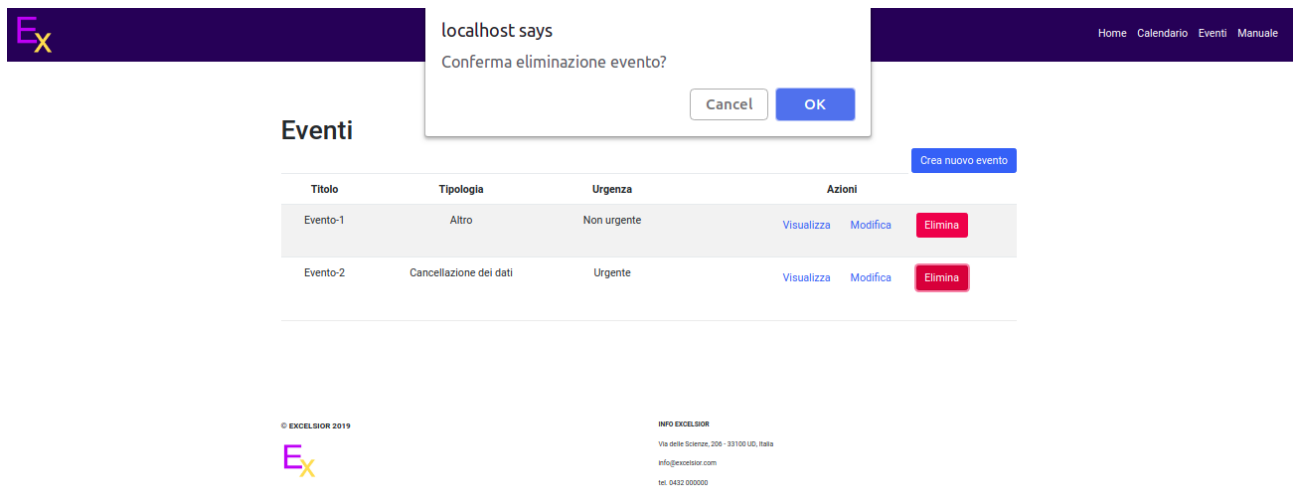 Ex
localhost says
Conferma eliminazione evento?
Cancel OK
Home Calendario Eventi Manuale
Eventi
Crea nuovo evento
Titolo Tipologia Urgenza Azioni
Evento-1 Altro Non urgente Visualizza Modifica Elimina
Evento-2 Cancellazione dei dati Urgente Visualizza Modifica Elimina
© EXCELSIOR 2019
Ex
INFO EXCELSIOR
Via delle Scienze, 206 - 33100 UD, Italia
info@excelsior.com
tel. 0432 000000